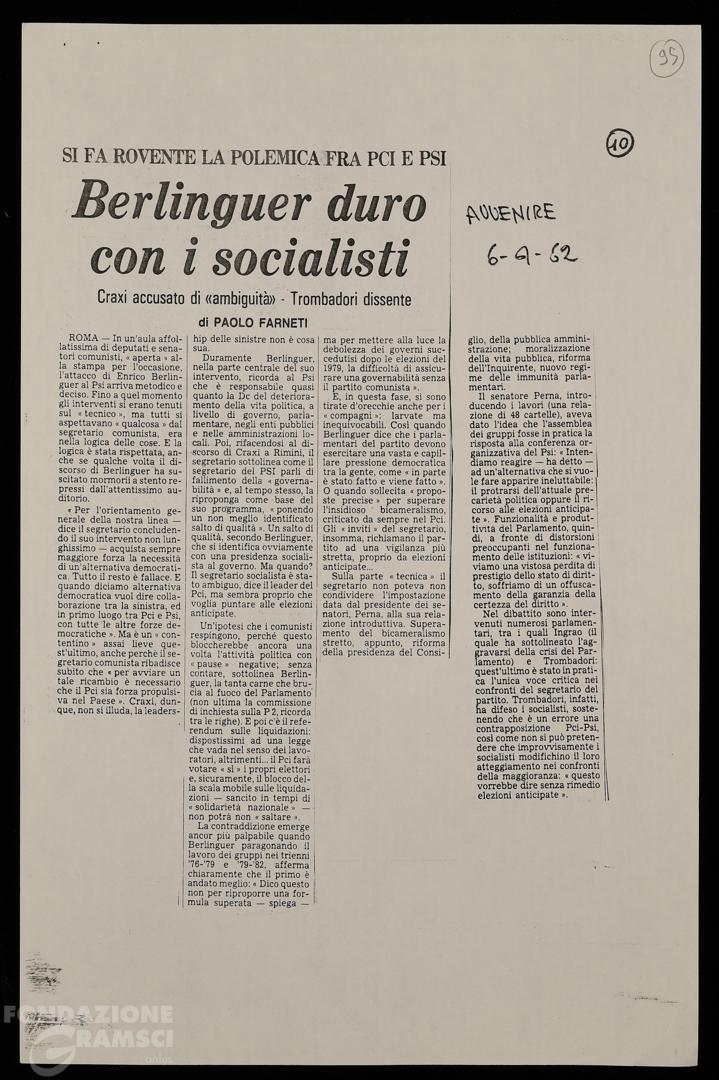 95
10
SI FA ROVENTE LA POLEMICA FRA PCI E PSI
Berlinguer duro
con i socialisti
AVVENIRE
6-4-82
Craxi accusato di «ambiguità» - Trombadori dissente
di PAOLO FARNETI
ROMA — In un'aula affol-
latissima di deputati e sena-
tori comunisti, « aperta » al-
la stampa per l'occasione,
l'attacco di Enrico Berlin-
guer al Psi arriva metodico e
deciso. Fino a quel momento
gli interventi si erano tenuti
sul « tecnico », ma tutti si
aspettavano « qualcosa » dal
segretario comunista, era
nella logica delle cose. E la
logica è stata rispettata, an-
che se qualche volta il di-
scorso di Berlinguer ha su-
scitato mormorii a stento re-
pressi dall'attentissimo au-
ditorio.
« Per l'orientamento ge-
nerale della nostra linea —
dice il segretario concluden-
do il suo intervento non lun-
ghissimo — acquista sempre
maggiore forza la necessità
di un'alternativa democrati-
ca. Tutto il resto è fallace. E
quando diciamo alternativa
democratica vuol dire colla-
borazione tra la sinistra, ed
in primo luogo tra Pci e Psi,
con tutte le altre forze de-
mocratiche ». Ma è un « con-
tentino » assai lieve que-
st'ultimo, anche perché il se-
gretario comunista ribadisce
subito che « per avviare un
tale ricambio è necessario
che il Pci sia forza propulsi-
va nel Paese ». Craxi, dun-
que, non si illuda, la leaders-
hip delle sinistre non è cosa
sua.
Duramente Berlinguer,
nella parte centrale del suo
intervento, ricorda al Psi
che è responsabile quasi
quanto la Dc del deteriora-
mento della vita politica, a
livello di governo, parla-
mentare, negli enti pubblici
e nelle amministrazioni lo-
cali. Poi, rifacendosi al di-
scorso di Craxi a Rimini, il
segretario sottolinea come il
segretario del PSI parli di
fallimento della « governa-
bilità » e, al tempo stesso, la
riproponga come base del
suo programma, « ponendo
un non meglio identificato
salto di qualità ». Un salto di
qualità, secondo Berlinguer,
che si identifica ovviamente
con una presidenza sociali-
sta al governo. Ma quando?
Il segretario socialista è sta-
to ambiguo, dice il leader del
Pci, ma sembra proprio che
voglia puntare alle elezioni
anticipate.
Un'ipotesi che i comunisti
respingono, perché questo
bloccherebbe ancora una
volta l'attività politica con
« pause » negative; senza
contare, sottolinea Berlin-
guer, la tanta carne che bru-
cia al fuoco del Parlamento
(non ultima la commissione
di inchiesta sulla P 2, ricorda
tra le righe). E poi c'è il refe-
rendum sulle liquidazioni:
dispostissimi ad una legge
che vada nel senso dei lavo-
ratori, altrimenti... il Pci farà
votare « sì » i propri elettori
e, sicuramente, il blocco del-
la scala mobile sulle liquida-
zioni — sancito in tempi di
« solidarietà nazionale » —
non potrà non « saltare ».
La contraddizione emerge
ancor più palpabile quando
Berlinguer paragonando il
lavoro dei gruppi nei trienni
'76-'79 e '79-'82, afferma
chiaramente che il primo è
andato meglio: « Dico questo
non per riproporre una for-
mula superata — spiega —
ma per mettere alla luce la
debolezza dei governi suc-
cedutisi dopo le elezioni del
1979, la difficoltà di assicu-
rare una governabilità senza
il partito comunista ».
E, in questa fase, si sono
tirate d'orecchie anche per i
« compagni »: larvate ma
inequivocabili. Così quando
Berlinguer dice che i parla-
mentari del partito devono
esercitare una vasta e capil-
lare pressione democratica
tra la gente, come « in parte
è stato fatto e viene fatto ».
O quando sollecita « propo-
ste precise » per superare
l'insidioso bicameralismo,
criticato da sempre nel Pci.
Gli « inviti » del segretario,
insomma, richiamano il par-
tito ad una vigilanza più
stretta, proprio da elezioni
anticipate...
Sulla parte « tecnica » il
segretario non poteva non
condividere l'impostazione
data dal presidente dei se-
natori, Perna, alla sua rela-
zione introduttiva. Supera-
mento del bicameralismo
stretto, appunto, riforma
della presidenza del Consi-
glio, della pubblica ammini-
strazione; moralizzazione
della vita pubblica, riforma
dell'Inquirente, nuovo regi-
me delle immunità parla-
mentari.
Il senatore Perna, intro-
ducendo i lavori (una rela-
zione di 48 cartelle), aveva
dato l'idea che l'assemblea
dei gruppi fosse in pratica la
risposta alla conferenza or-
ganizzativa del Psi: « Inten-
diamo reagire — ha detto —
ad un'alternativa che si vuo-
le fare apparire ineluttabile:
il protrarsi dell'attuale pre-
carietà politica oppure il ri-
corso alle elezioni anticipa-
te ». Funzionalità e produt-
tività del Parlamento, quin-
di, a fronte di distorsioni
preoccupanti nel funziona-
mento delle istituzioni: « vi-
viamo una vistosa perdita di
prestigio dello stato di dirit-
to, soffriamo di un offusca-
mento della garanzia della
certezza del diritto ».
Nel dibattito sono inter-
venuti numerosi parlamen-
tari, tra i quali Ingrao (il
quale ha sottolineato l'ag-
gravarsi della crisi del Par-
lamento) e Trombadori:
quest'ultimo è stato in prati-
ca l'unica voce critica nei
confronti del segretario del
partito. Trombadori, infatti,
ha difeso i socialisti, soste-
nendo che è un errore una
contrapposizione Pci-Psi,
così come non si può preten-
dere che improvvisamente i
socialisti modifichino il loro
atteggiamento nei confronti
della maggioranza: « questo
vorrebbe dire senza rimedio
elezioni anticipate ».
FONDAZIONE
GRAMSCI
onlus